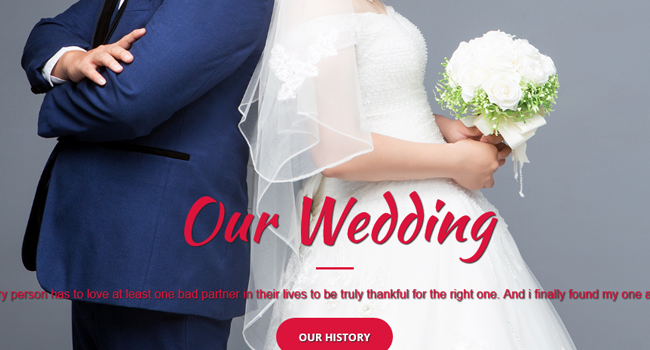 Our Wedding
person has to love at least one bad partner in their lives to be truly thankful for the right one. And i finally found my one
OUR HISTORY